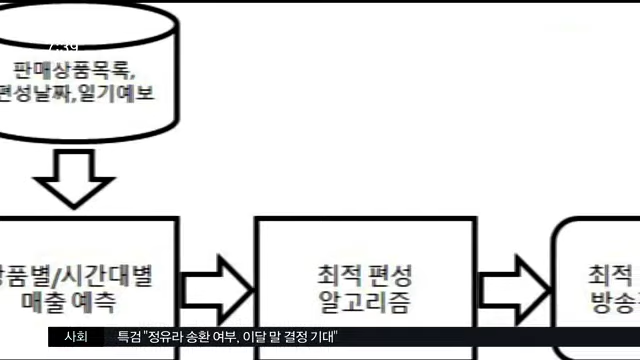 7:39
판매상품목록,
편성날짜,일기예보
상품별/시간대별
매출 예측
최적 편성
알고리즘
최적
방송
사회 특검 "정유라 송환 여부, 이달 말 결정 기대"